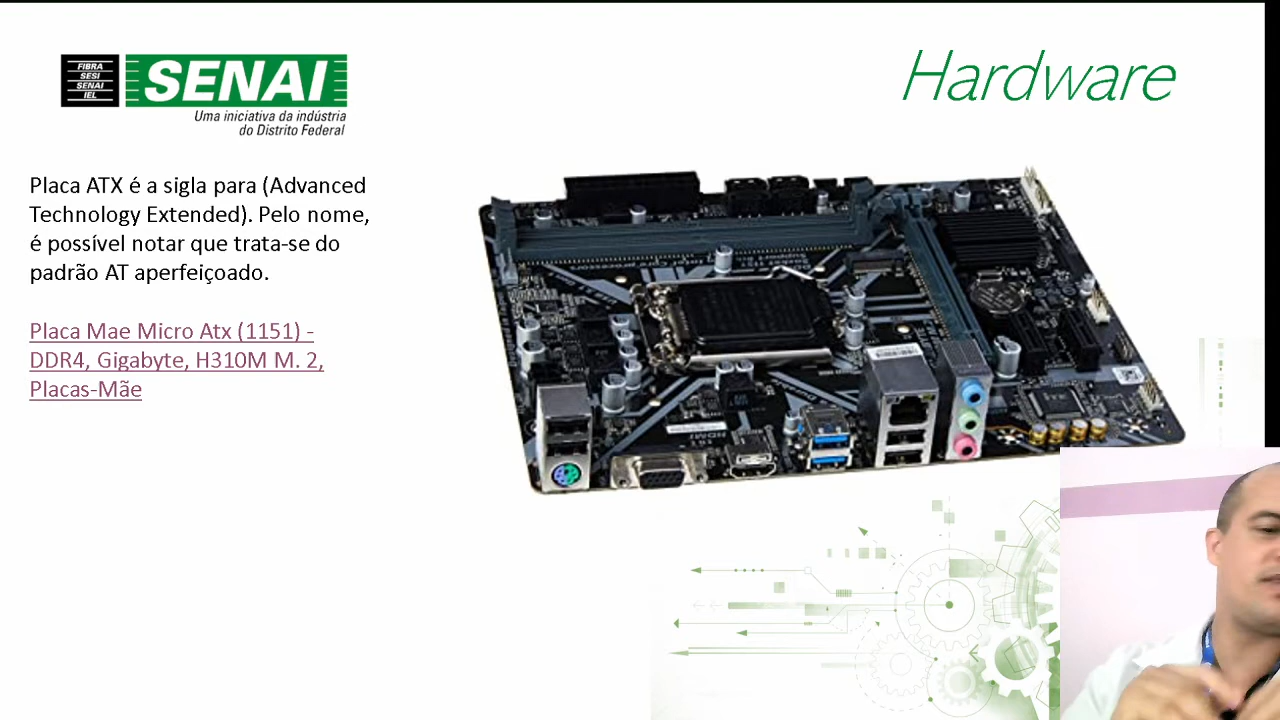 FIBRA
SESI
SENAI
IEL
SENAI
Uma iniciativa da indústria
do Distrito Federal
Hardware
Placa ATX é a sigla para (Advanced
Technology Extended). Pelo nome,
é possível notar que trata-se do
padrão AT aperfeiçoado.
Placa Mae Micro Atx (1151) -
DDR4, Gigabyte, H310M M. 2,
Placas-Mãe
HDMI